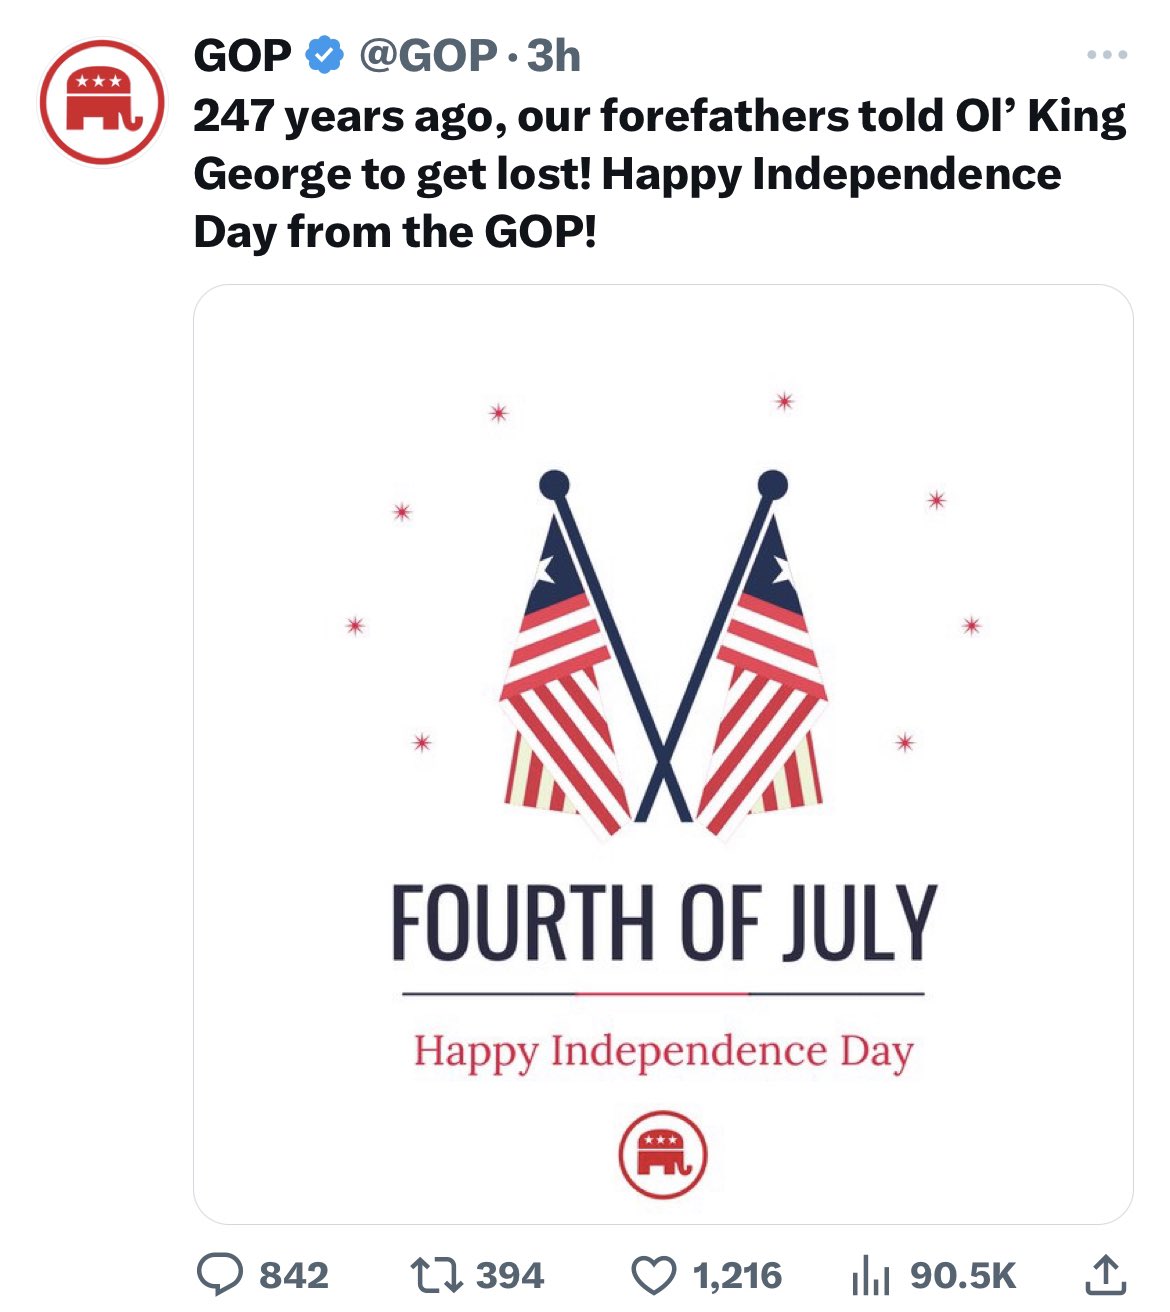 GOP @GOP · 3h
247 years ago, our forefathers told Ol’ King
George to get lost! Happy Independence
Day from the GOP!
FOURTH OF JULY
Happy Independence Day
842 394 1,216 90.5K